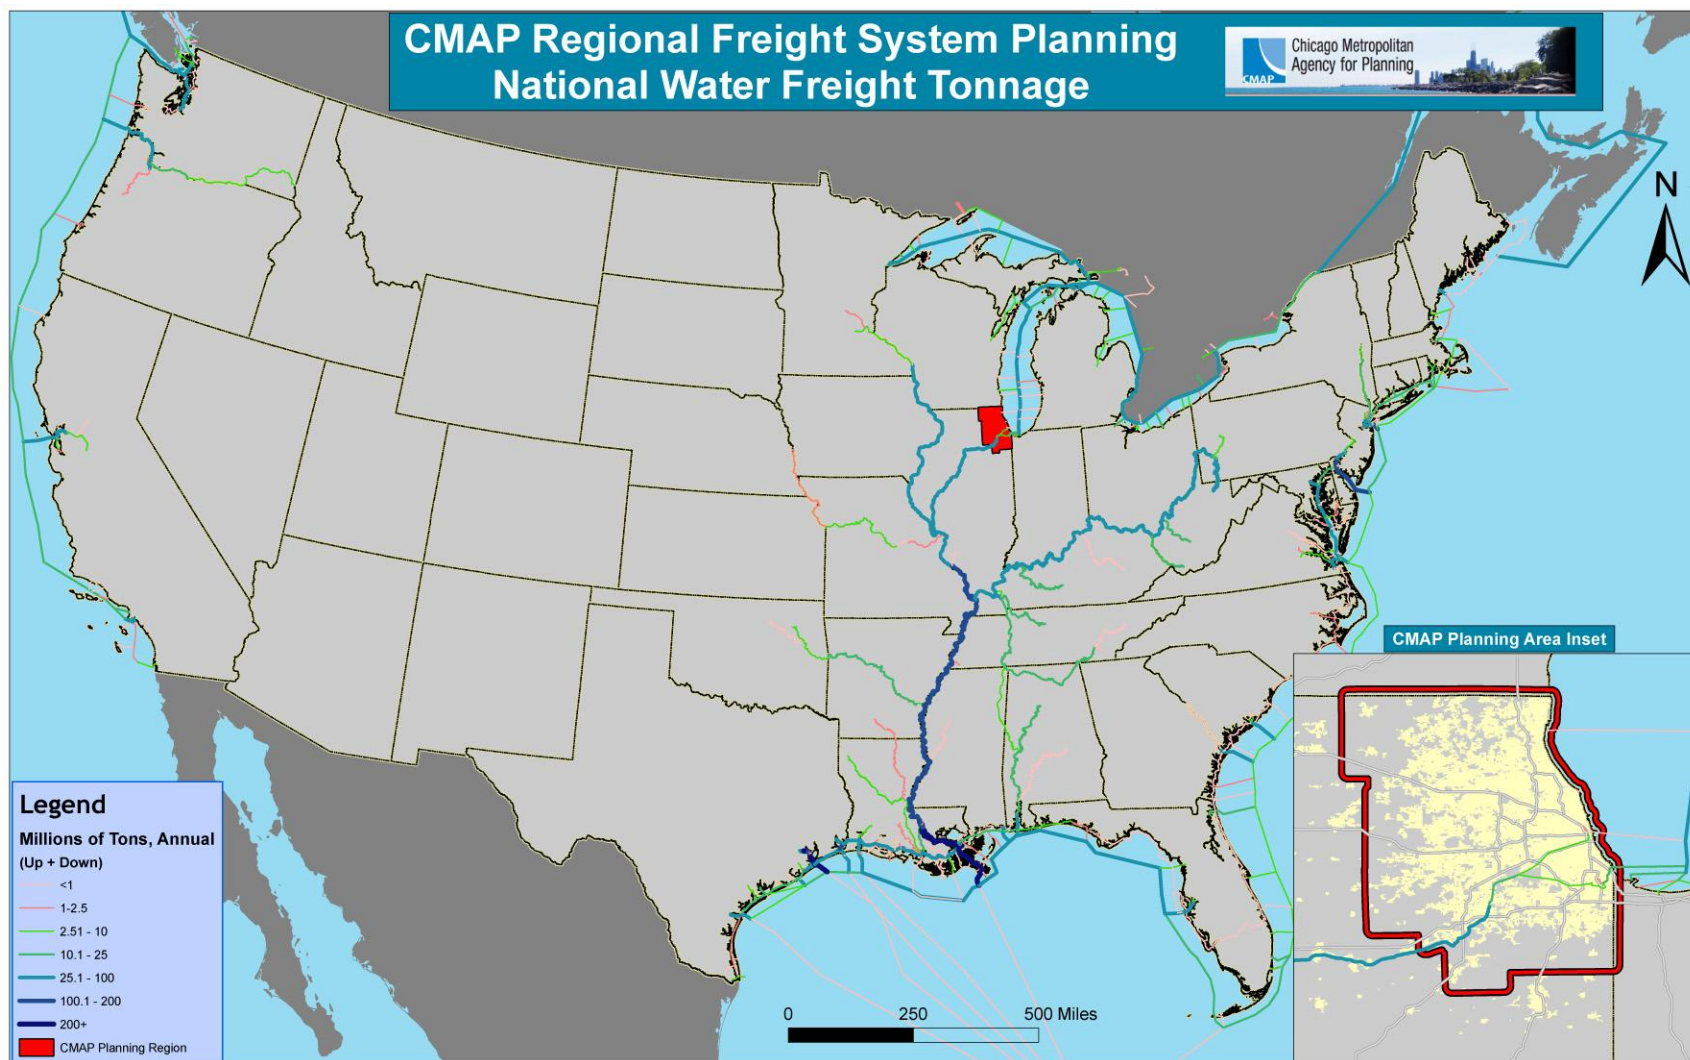 CMAP Regional Freight System Planning
National Water Freight Tonnage
CMAP
Chicago Metropolitan
Agency for Planning
N
CMAP Planning Area Inset
Legend
Millions of Tons, Annual
(Up + Down)
<1
1-2.5
2.51 - 10
10.1 - 25
25.1 - 100
100.1 - 200
200+
CMAP Planning Region
0 250 500 Miles